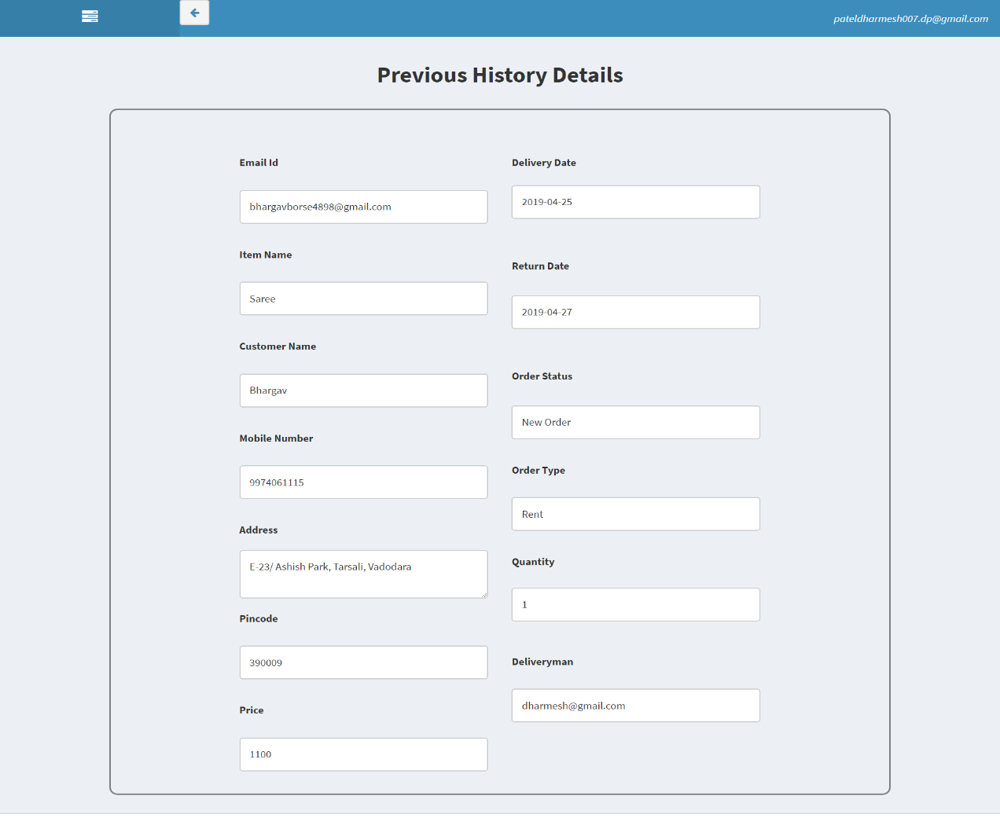 pateldharmesh007.dp@gmail.com
Previous History Details
Email Id
bhargavborse4898@gmail.com
Item Name
Saree
Customer Name
Bhargav
Mobile Number
9974061115
Address
E-23/ Ashish Park, Tarsali, Vadodara
Pincode
390009
Price
1100
Delivery Date
2019-04-25
Return Date
2019-04-27
Order Status
New Order
Order Type
Rent
Quantity
1
Deliveryman
dharmesh@gmail.com